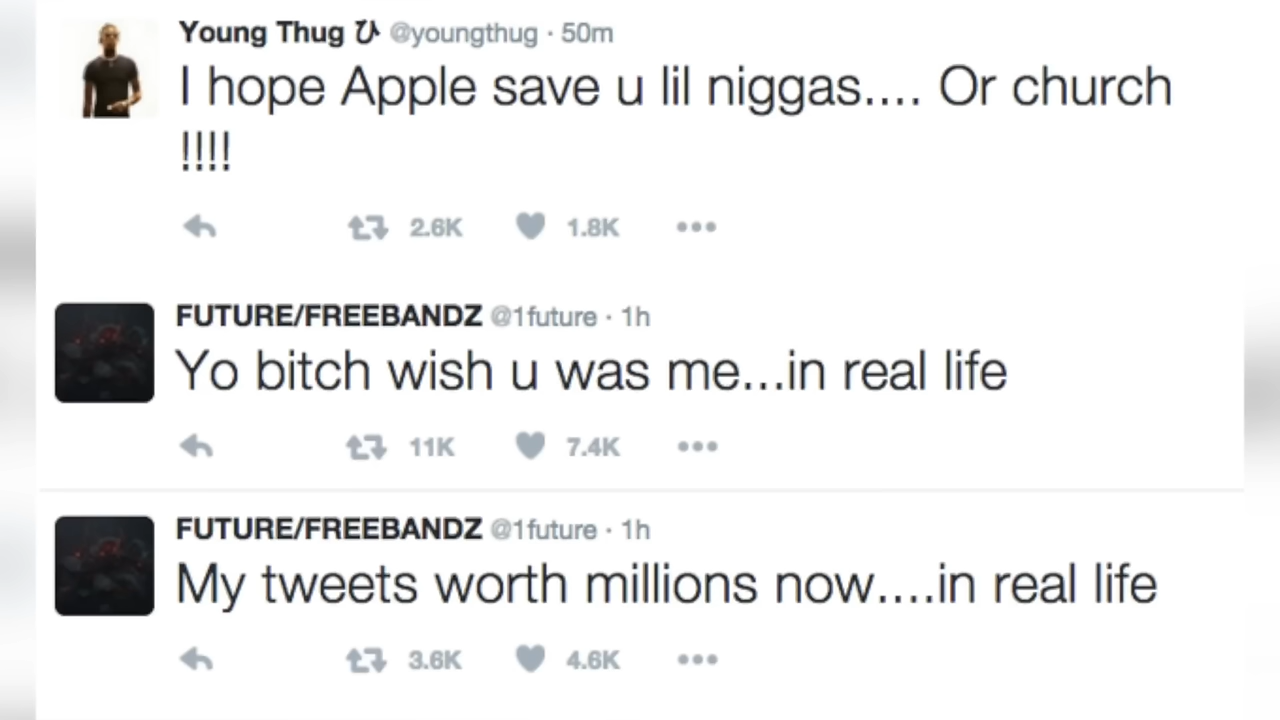 Young Thug ひ @youngthug · 50m
I hope Apple save u lil niggas.... Or church
!!!!
2.6K 1.8K •••
FUTURE/FREEBANDZ @1future · 1h
Yo bitch wish u was me...in real life
11K 7.4K •••
FUTURE/FREEBANDZ @1future · 1h
My tweets worth millions now....in real life
3.6K 4.6K •••